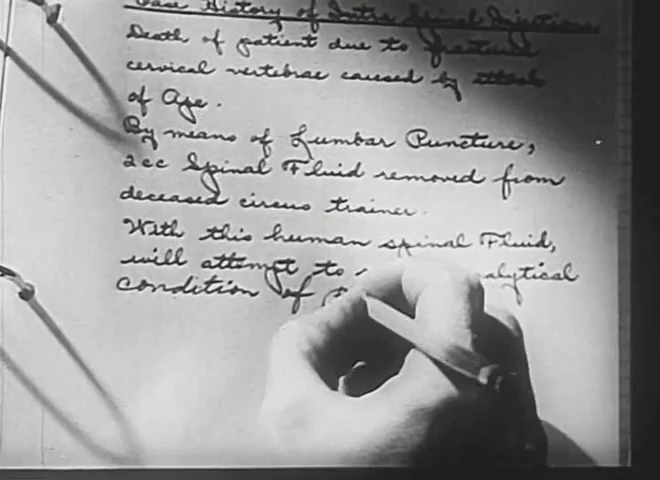 Case History of Intra Spinal Injections
Death of patient due to fractured
cervical vertebrae caused by attack
of Ape.
By means of Lumbar Puncture,
2cc Spinal Fluid removed from
deceased circus trainer.
With this human spinal Fluid,
will attempt to
condition of